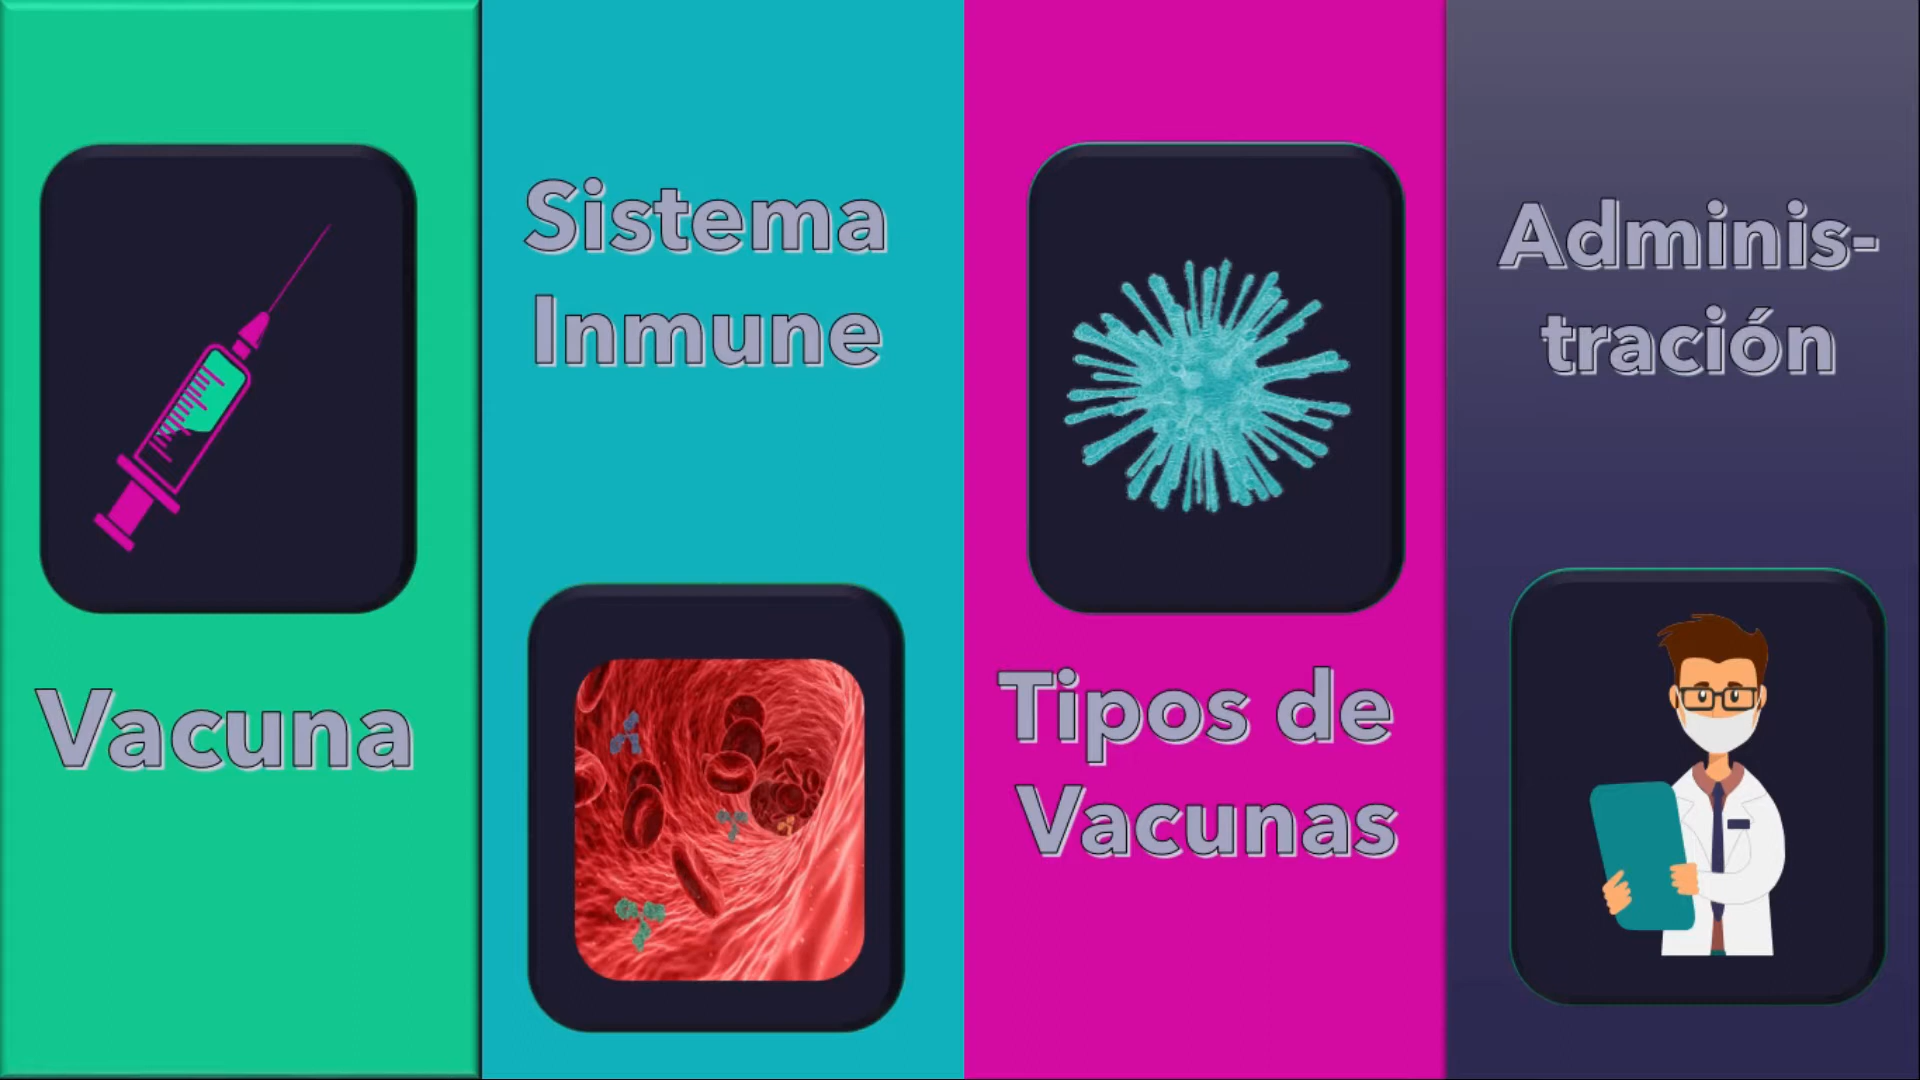 Vacuna
Sistema
Inmune
Tipos de
Vacunas
Adminis-
tración